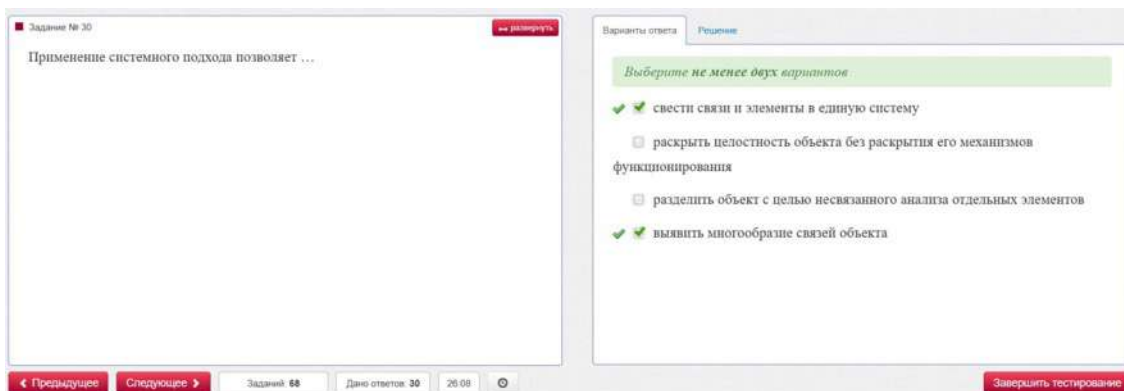 Задание № 30
развернуть
Применение системного подхода позволяет …
Варианты ответа
Решение
Выберите не менее двух вариантов
свести связи и элементы в единую систему
раскрыть целостность объекта без раскрытия его механизмов
функционирования
разделить объект с целью несвязанного анализа отдельных элементов
выявить многообразие связей объекта
Предыдущее
Следующее
Заданий: 68
Дано ответов: 30
26:08
Завершить тестирование